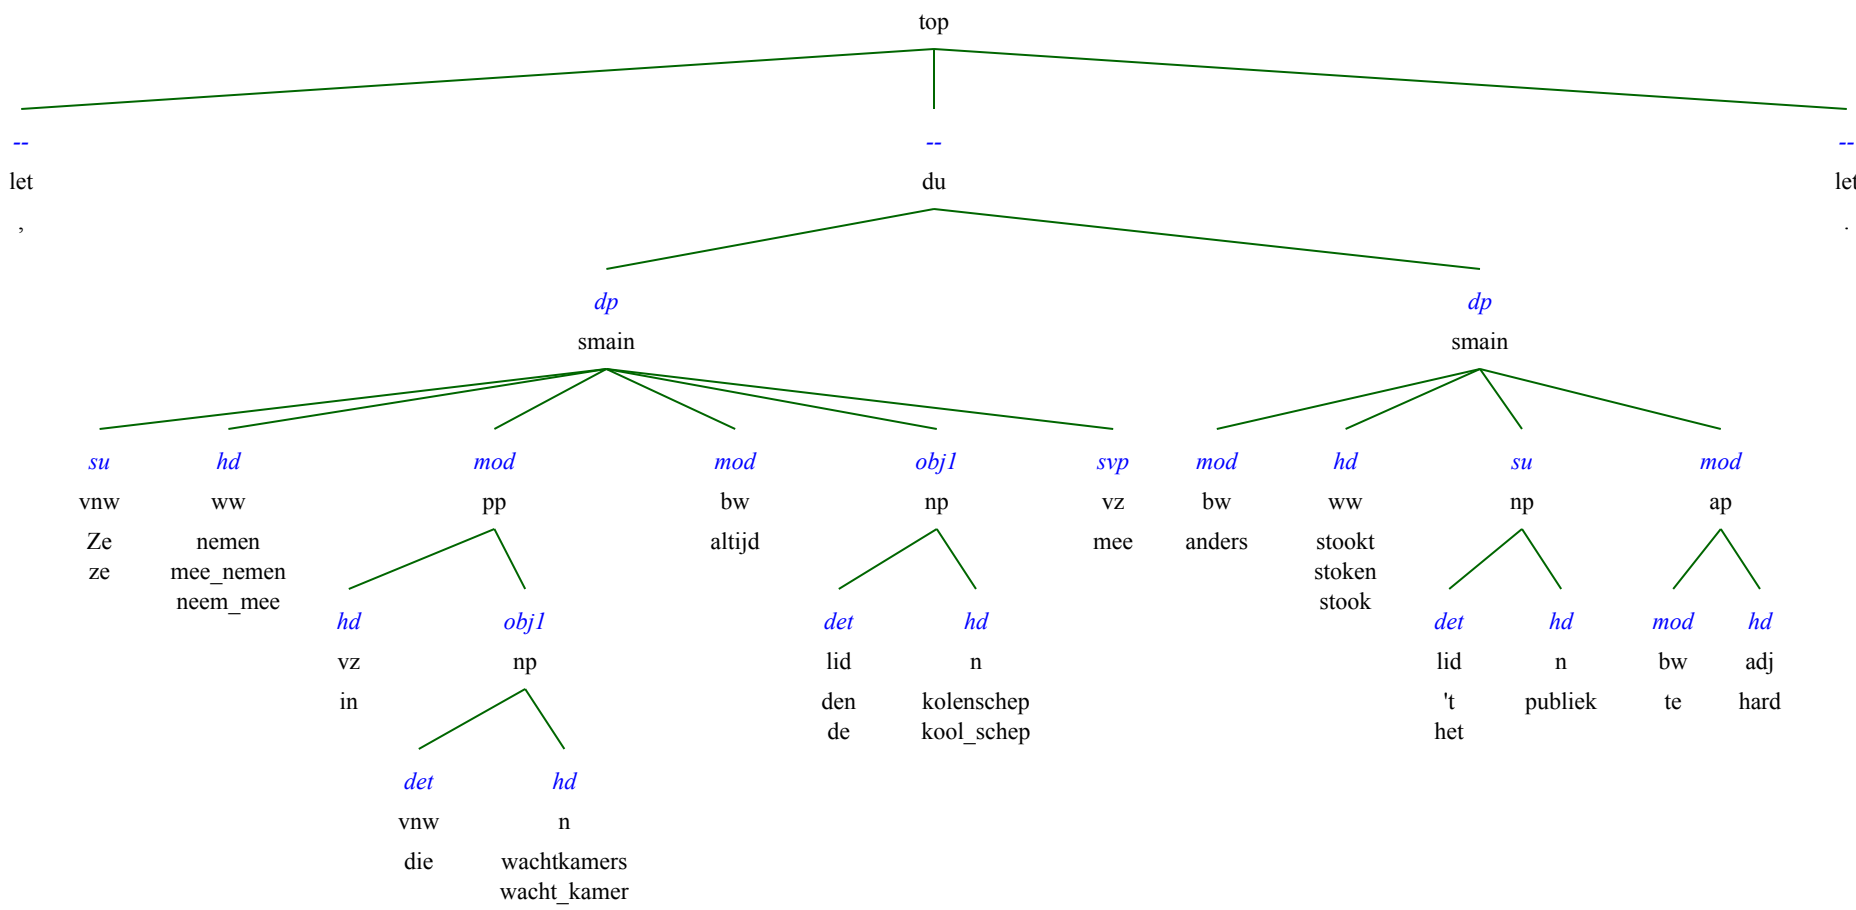 top
-- -- --
let du let
, .
dp dp
smain smain
su hd mod mod obj1 svp mod hd su mod
vnw ww pp bw np vz bw ww np ap
Ze nemen altijd mee anders stookt
ze mee_nemen stoken
neem_mee stook
hd obj1 det hd det hd mod hd
vz np lid n lid n bw adj
in den kolenschep 't publiek te hard
de kool_schep het
det hd
vnw n
die wachtkamers
wacht_kamer